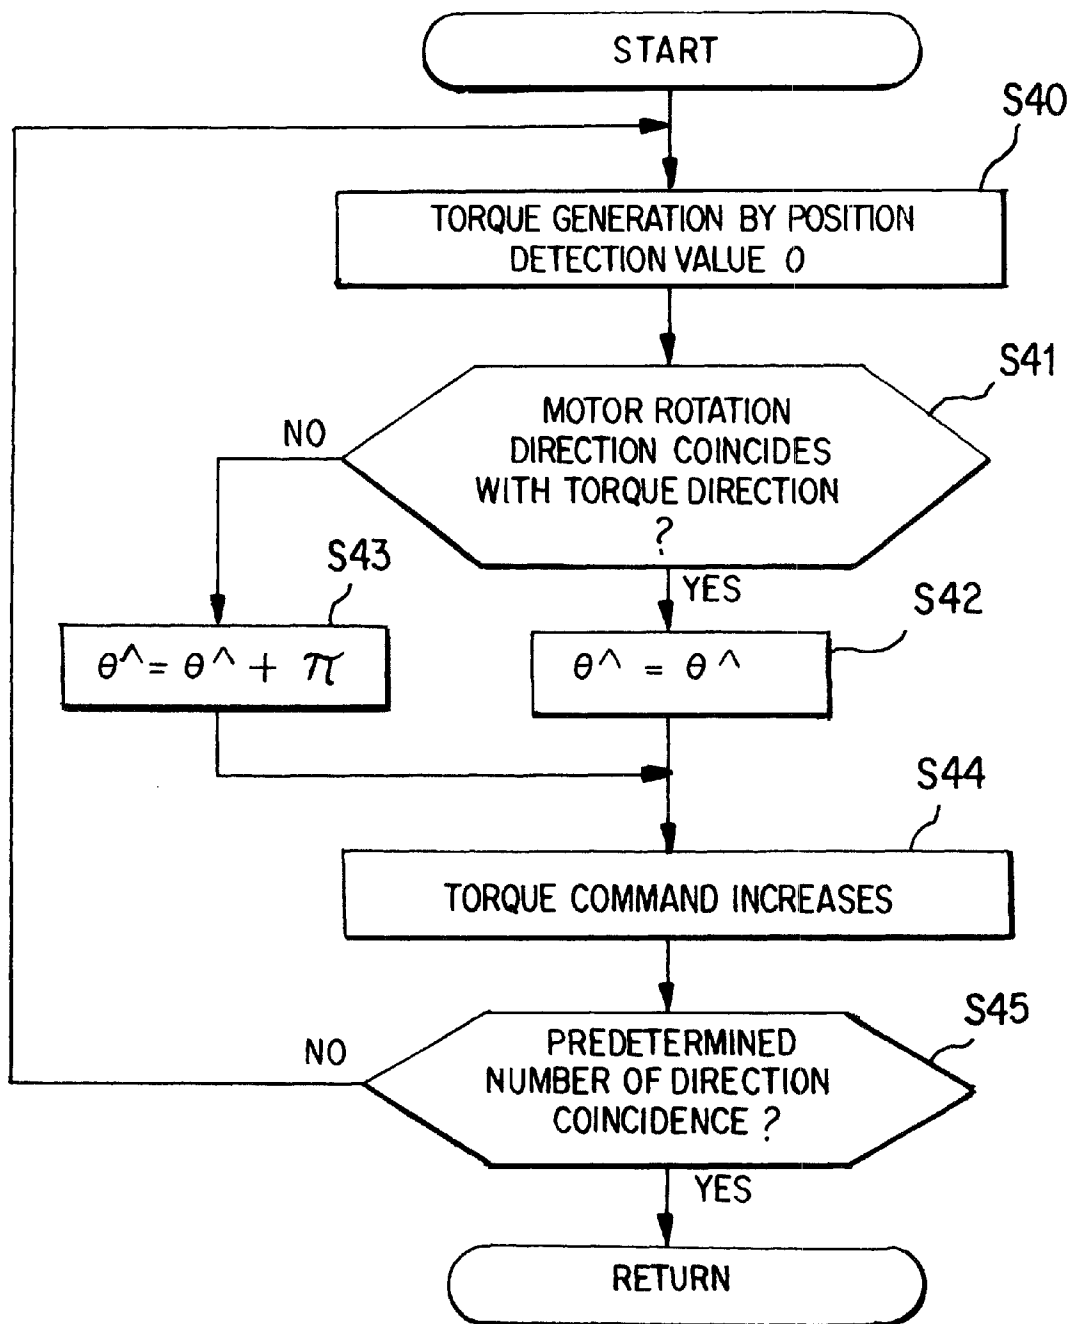 START
S40
TORQUE GENERATION BY POSITION
DETECTION VALUE 0
S41
MOTOR ROTATION
DIRECTION COINCIDES
WITH TORQUE DIRECTION
?
NO
YES
S43
θ^ = θ^ + π
S42
θ^ = θ^
S44
TORQUE COMMAND INCREASES
S45
PREDETERMINED
NUMBER OF DIRECTION
COINCIDENCE ?
NO
YES
RETURN